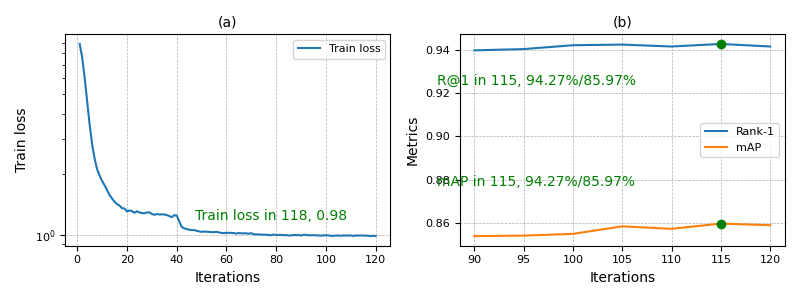 (a)
Train loss
Train loss
10⁰
Train loss in 118, 0.98
0 20 40 60 80 100 120
Iterations
(b)
Metrics
0.94
0.92
0.90
0.88
0.86
R@1 in 115, 94.27%/85.97%
Rank-1
mAP
mAP in 115, 94.27%/85.97%
90 95 100 105 110 115 120
Iterations